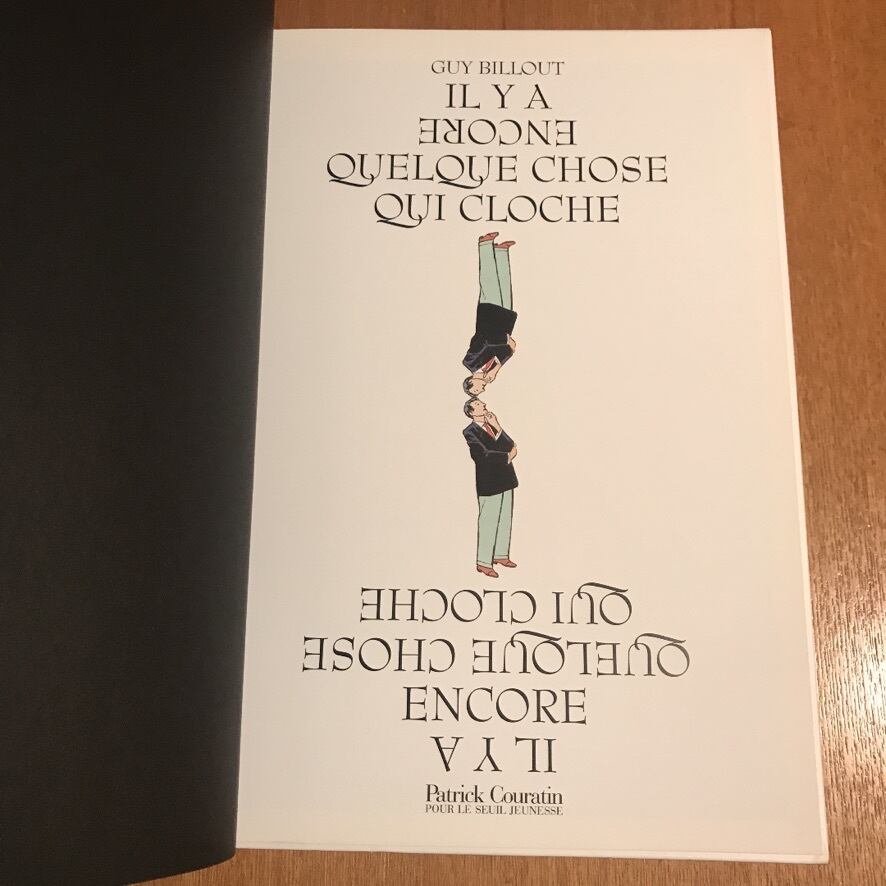 GUY BILLOUT
IL Y A
ENCORE
QUELQUE CHOSE
QUI CLOCHE
QUI CLOCHE
QUELQUE CHOSE
ENCORE
IL Y A
Patrick Couratin
POUR LE SEUIL JEUNESSE